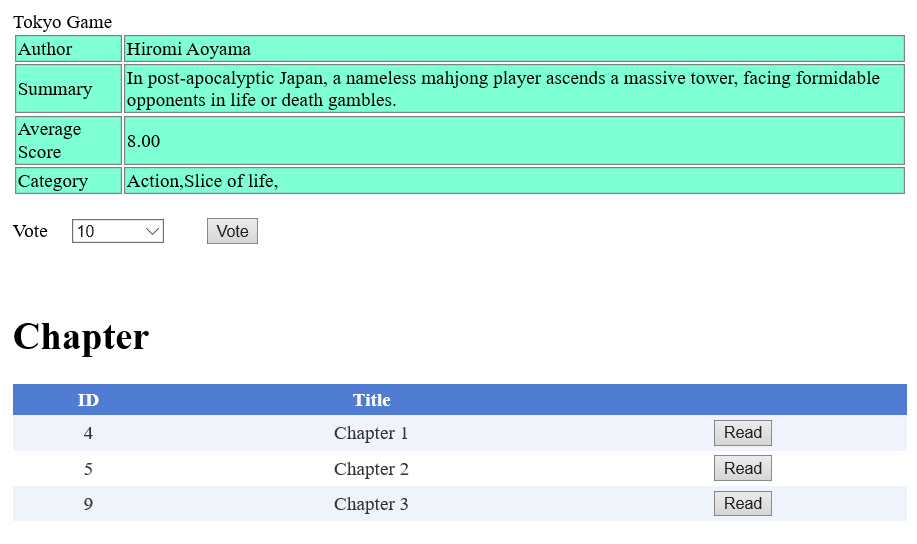 Tokyo Game
Author Hiromi Aoyama
Summary In post-apocalyptic Japan, a nameless mahjong player ascends a massive tower, facing formidable
opponents in life or death gambles.
Average
Score 8.00
Category Action,Slice of life,
Vote 10 Vote
Chapter
ID Title
4 Chapter 1 Read
5 Chapter 2 Read
9 Chapter 3 Read